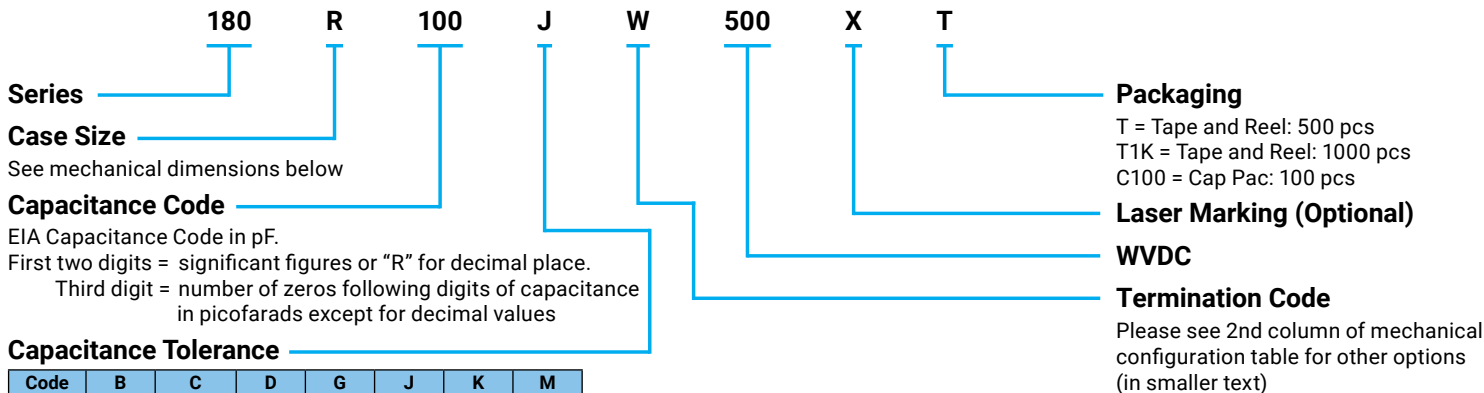 180 R 100 J W 500 X T
Series
Case Size
See mechanical dimensions below
Capacitance Code
EIA Capacitance Code in pF.
First two digits = significant figures or “R” for decimal place.
Third digit = number of zeros following digits of capacitance
in picofarads except for decimal values
Capacitance Tolerance
Code B C D G J K M
Packaging
T = Tape and Reel: 500 pcs
T1K = Tape and Reel: 1000 pcs
C100 = Cap Pac: 100 pcs
Laser Marking (Optional)
WVDC
Termination Code
Please see 2nd column of mechanical
configuration table for other options
(in smaller text)